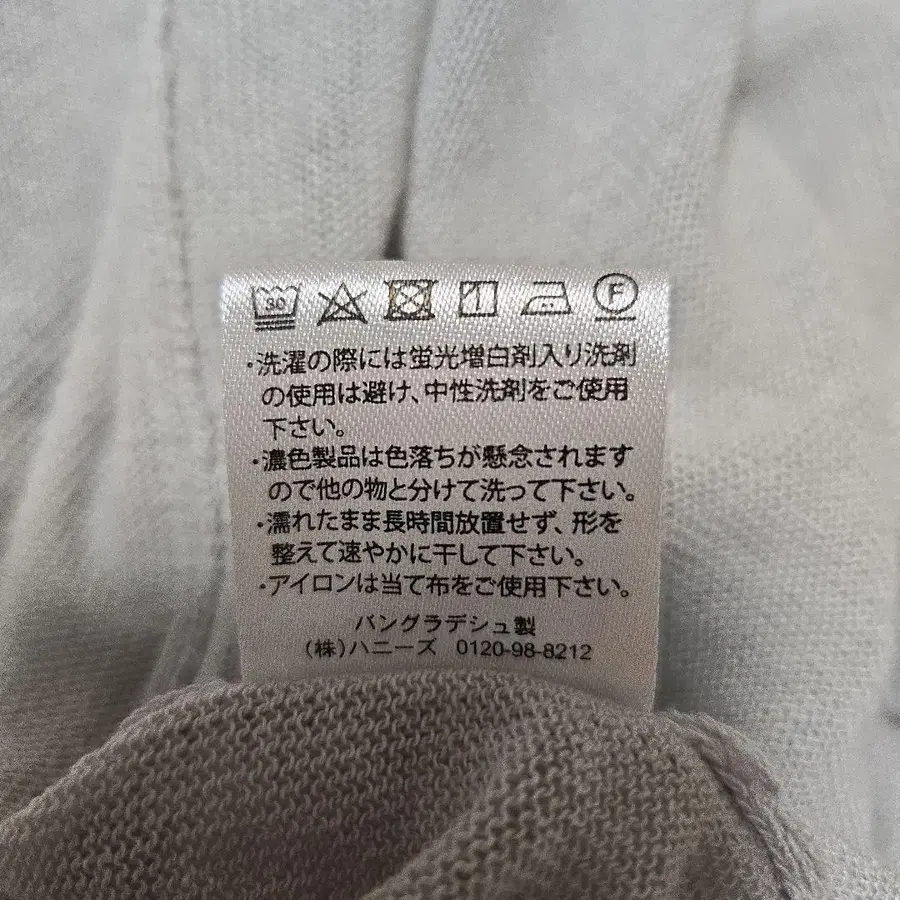 30 F
・洗濯の際には蛍光増白剤入り洗剤
の使用は避け、中性洗剤をご使用
下さい。
・濃色製品は色落ちが懸念されます
ので他の物と分けて洗って下さい。
・濡れたまま長時間放置せず、形を
整えて速やかに干して下さい。
・アイロンは当て布をご使用下さい。
バングラデシュ製
(株)ハニーズ 0120-98-8212